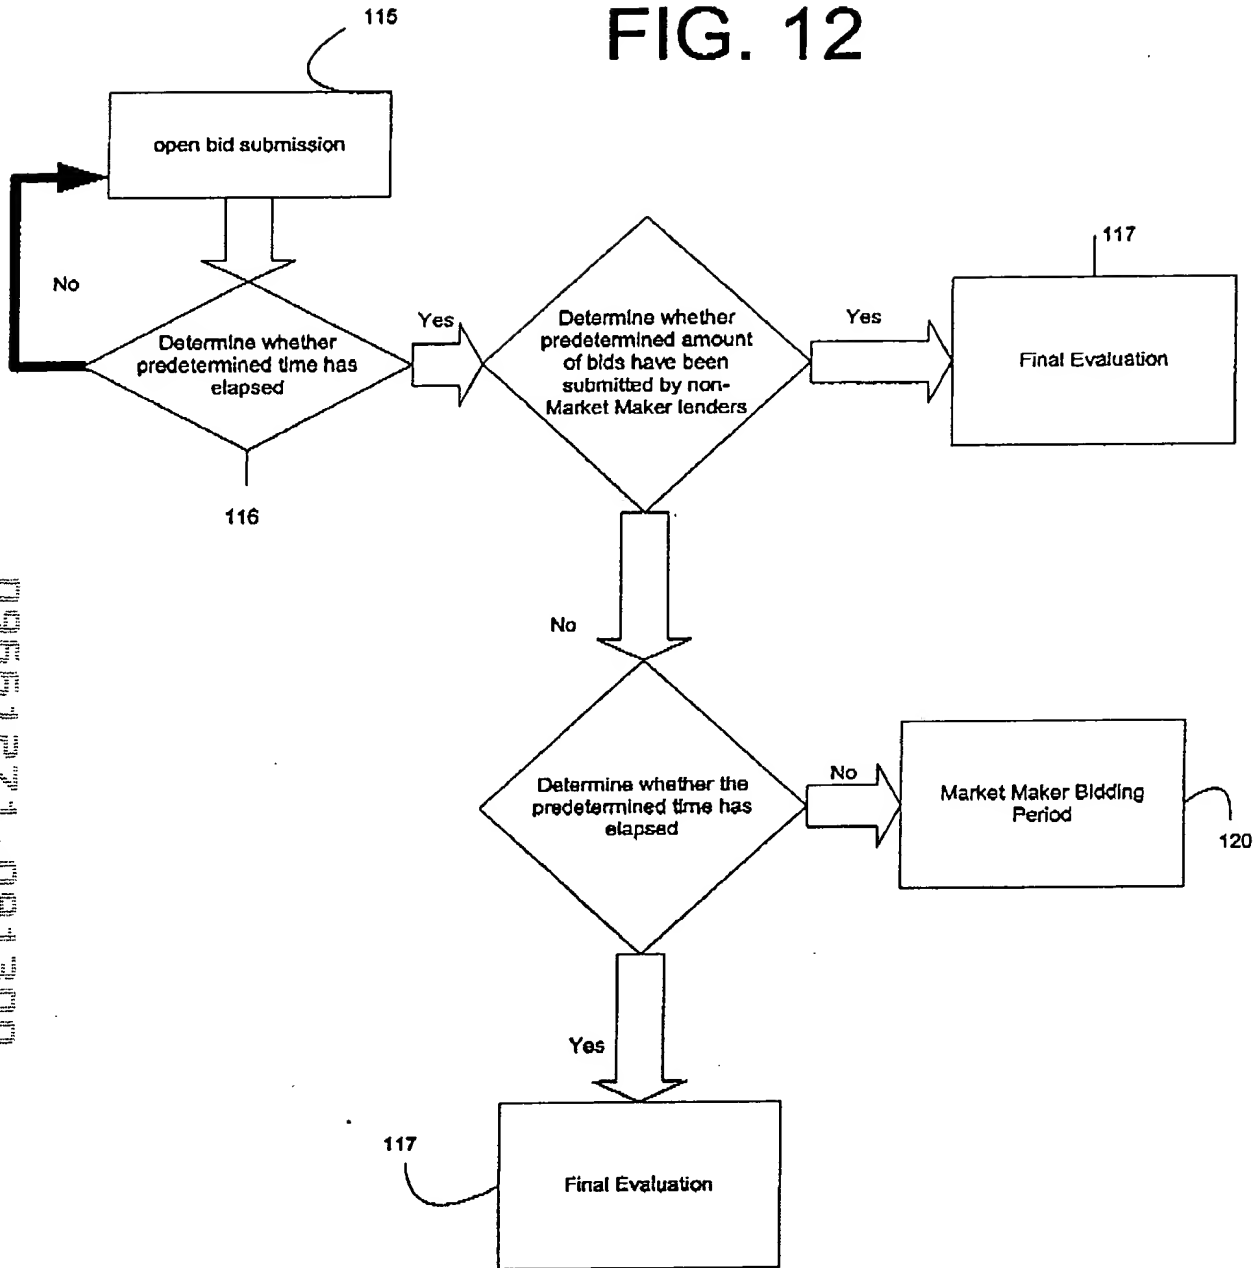 FIG. 12
115
open bid submission
No
Determine whether
predetermined time has
elapsed
116
Yes
Determine whether
predetermined amount
of bids have been
submitted by non-
Market Maker lenders
Yes
117
Final Evaluation
No
Determine whether the
predetermined time has
elapsed
No
Market Maker Bidding
Period
120
Yes
117
Final Evaluation